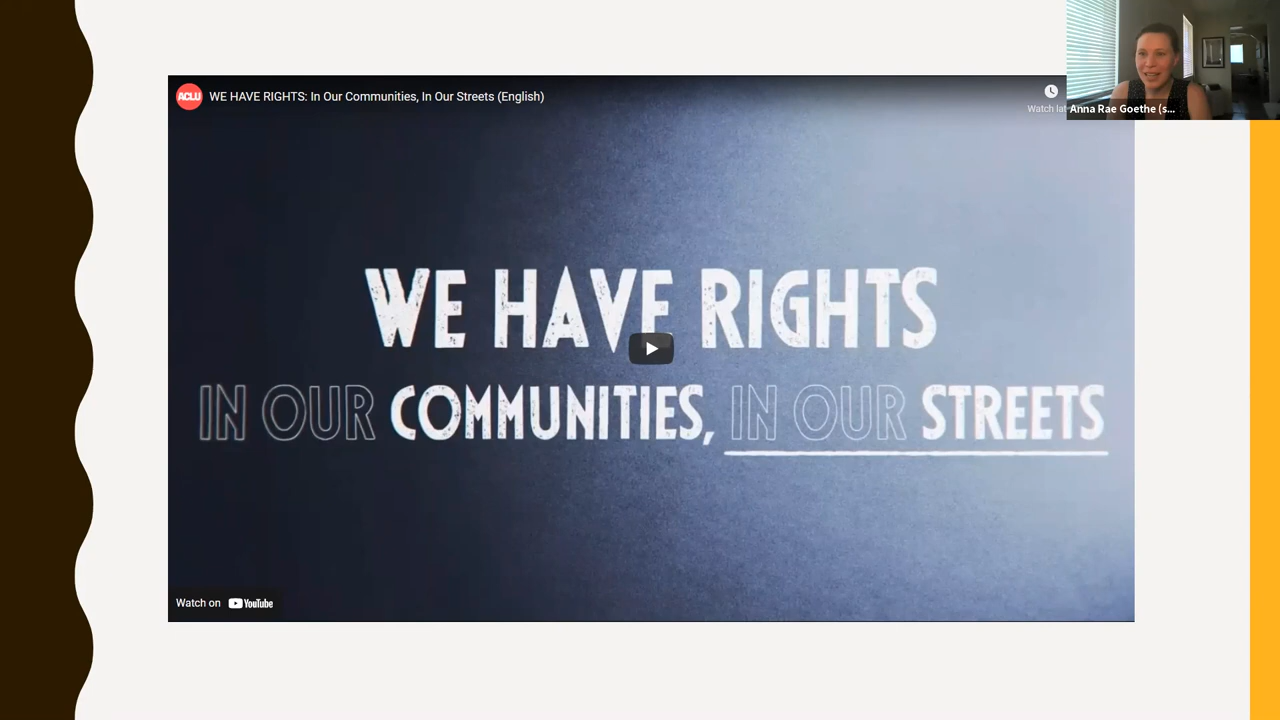 ACLU WE HAVE RIGHTS: In Our Communities, In Our Streets (English)
Watch
Anna Rae Goethe (s...
WE HAVE RIGHTS
IN OUR COMMUNITIES, IN OUR STREETS
Watch on YouTube